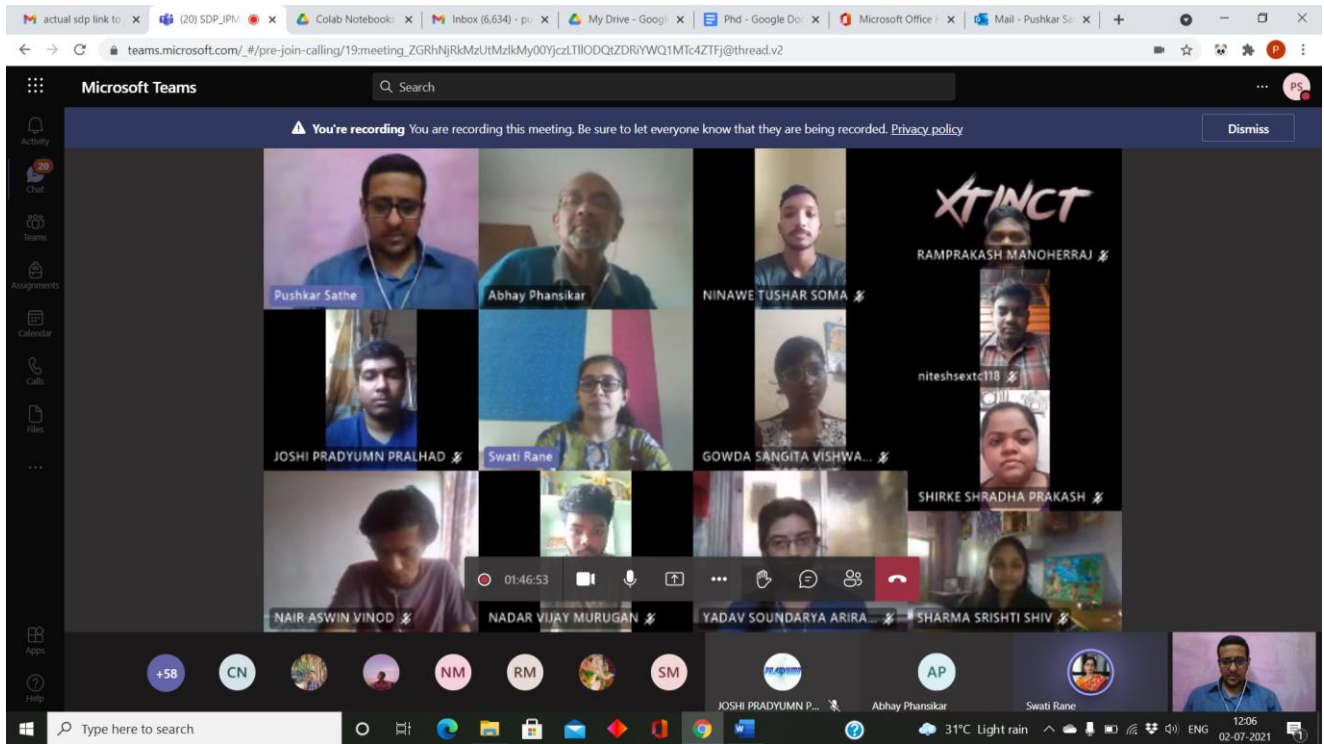 actual sdp link to
(20) SDP_IPM
Colab Notebooks
Inbox (6,634) - pu
My Drive - Googl
Phd - Google Do
Microsoft Office
Mail - Pushkar Sa
teams.microsoft.com/_#/pre-join-calling/19:meeting_ZGRhNjRkMzUtMzlkMy00YjczLTllODQtZDRiYWQ1MTc4ZTFj@thread.v2
P
Microsoft Teams
Search
PS
You're recording You are recording this meeting. Be sure to let everyone know that they are being recorded. Privacy policy
Dismiss
Activity
20
Chat
Teams
Assignments
Calendar
Calls
Files
Apps
Help
XTINCT
RAMPRAKASH MANOHERRAJ
Pushkar Sathe
Abhay Phansikar
NINAWE TUSHAR SOMA
niteshsextc118
JOSHI PRADYUMN PRALHAD
Swati Rane
GOWDA SANGITA VISHWA...
SHIRKE SHRADHA PRAKASH
01:46:53
NAIR ASWIN VINOD
NADAR VIJAY MURUGAN
YADAV SOUNDARYA ARIRA...
SHARMA SRISHTI SHIV
+58
CN
NM
RM
SM
AP
JOSHI PRADYUMN P...
Abhay Phansikar
Swati Rane
Type here to search
31°C Light rain
ENG
12:06
02-07-2021